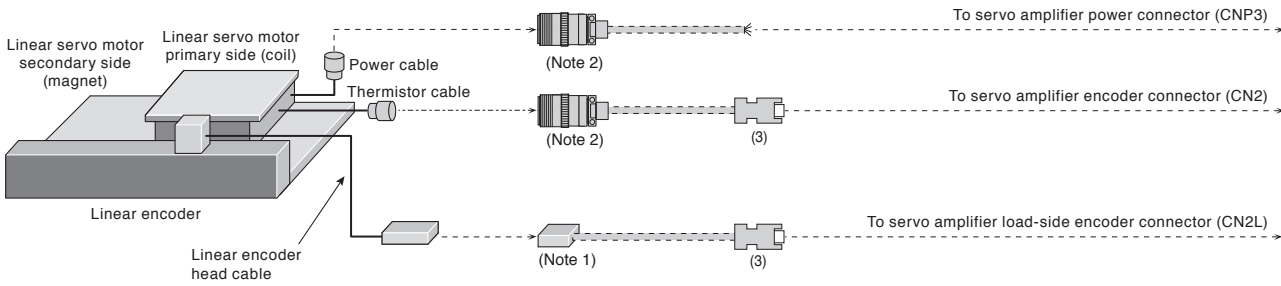 To servo amplifier power connector (CNP3)
Linear servo motor
secondary side
(magnet)
Linear servo motor
primary side (coil)
Power cable
(Note 2)
Thermistor cable
To servo amplifier encoder connector (CN2)
(Note 2)
(3)
Linear encoder
To servo amplifier load-side encoder connector (CN2L)
Linear encoder
head cable
(Note 1)
(3)